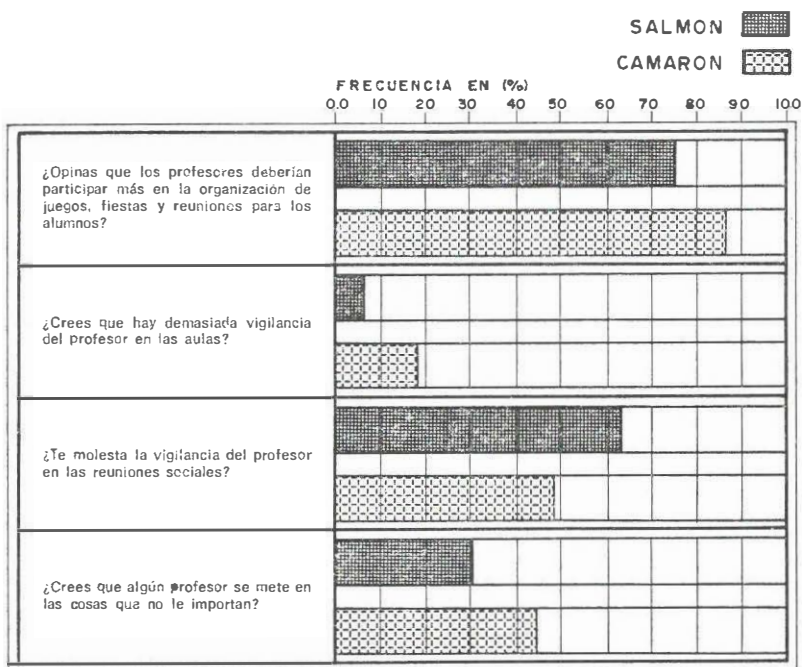 SALMON
CAMARON
FRECUENCIA EN (%)
0.0 10 20 30 40 50 60 70 80 90 100
¿Opinas que los profesores deberían
participar más en la organización de
juegos, fiestas y reuniones para los
alumnos?
¿Crees que hay demasiada vigilancia
del profesor en las aulas?
¿Te molesta la vigilancia del profesor
en las reuniones sociales?
¿Crees que algún profesor se mete en
las cosas que no le importan?